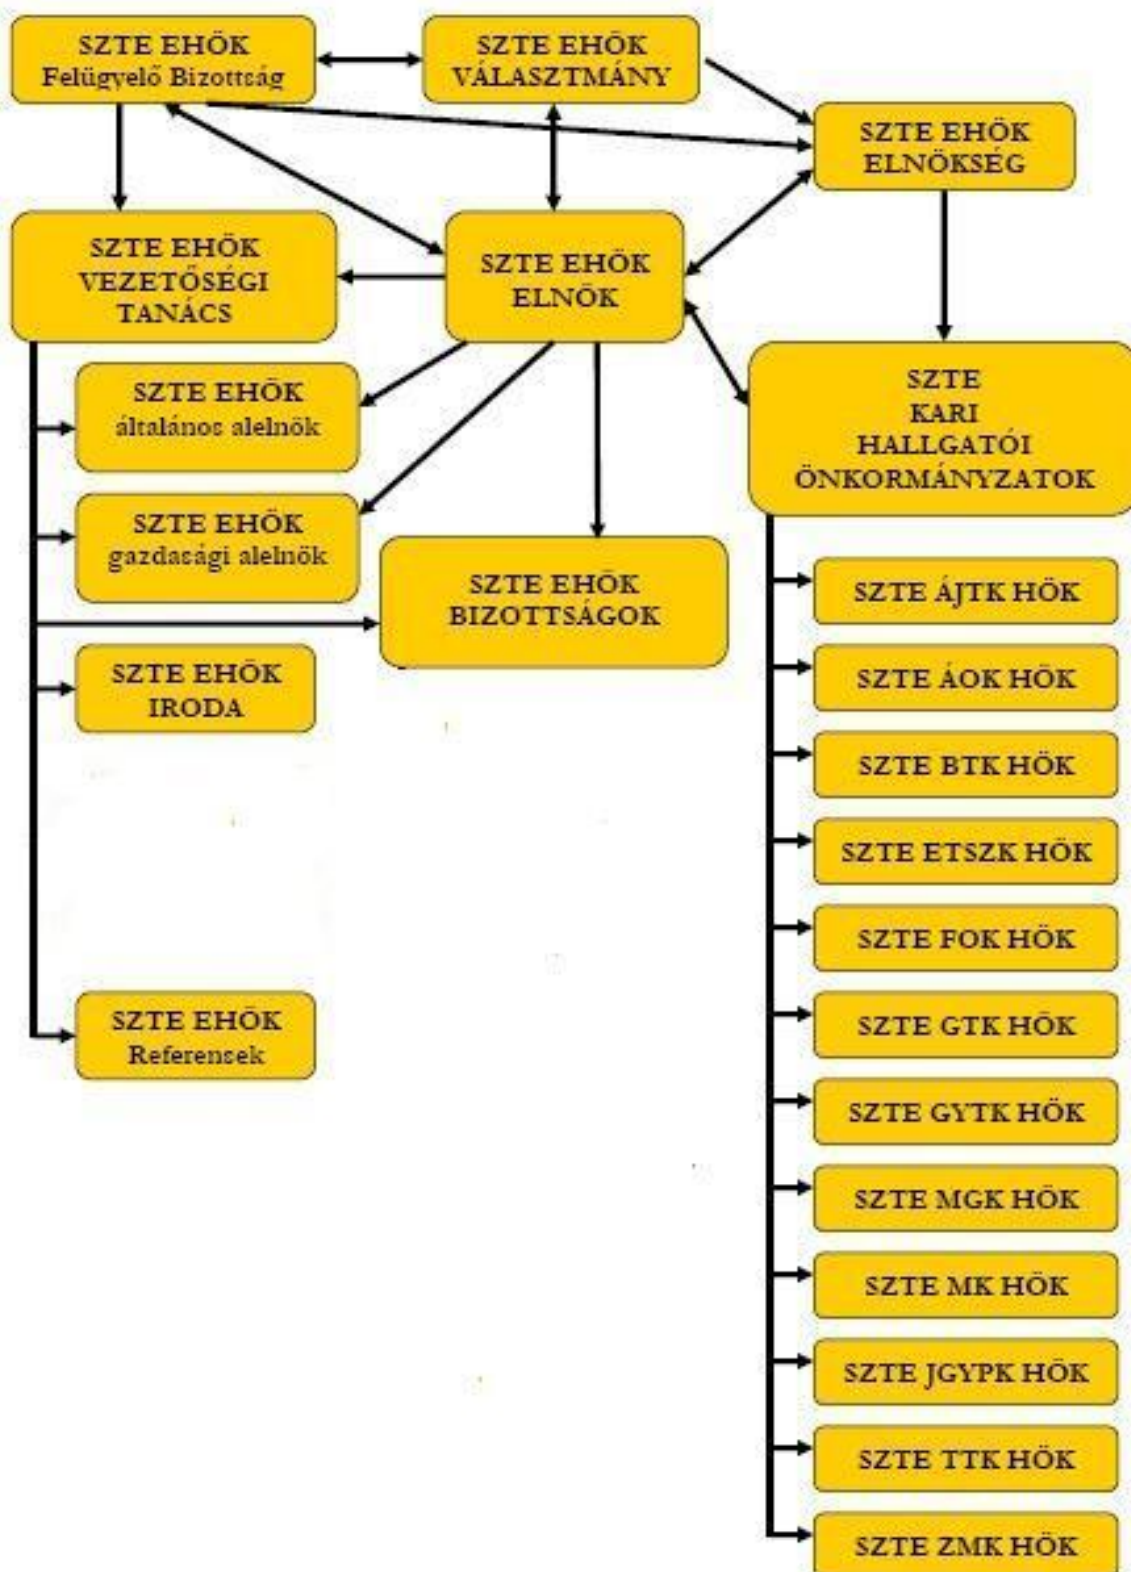 SZTE EHÖK
Felügyelő Bizottság
SZTE EHÖK
VÁLASZTMÁNY
SZTE EHÖK
ELNÖKSÉG
SZTE EHÖK
VEZETŐSÉGI
TANÁCS
SZTE EHÖK
ELNÖK
SZTE EHÖK
általános alelnök
SZTE
KARI
HALLGATÓI
ÖNKORMÁNYZATOK
SZTE EHÖK
gazdasági alelnök
SZTE EHÖK
BIZOTTSÁGOK
SZTE EHÖK
IRODA
SZTE EHÖK
Referensek
SZTE ÁJTK HÖK
SZTE ÁOK HÖK
SZTE BTK HÖK
SZTE ETSZK HÖK
SZTE FOK HÖK
SZTE GTK HÖK
SZTE GYTK HÖK
SZTE MGK HÖK
SZTE MK HÖK
SZTE JGYPK HÖK
SZTE TTK HÖK
SZTE ZMK HÖK